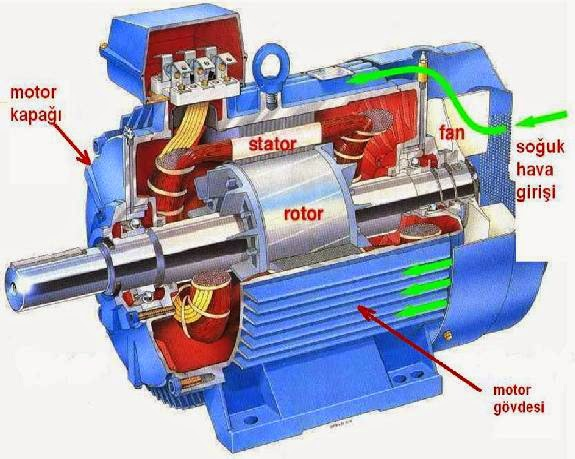 motor
kapağı
stator
rotor
fan
soğuk
hava
girişi
motor
gövdesi